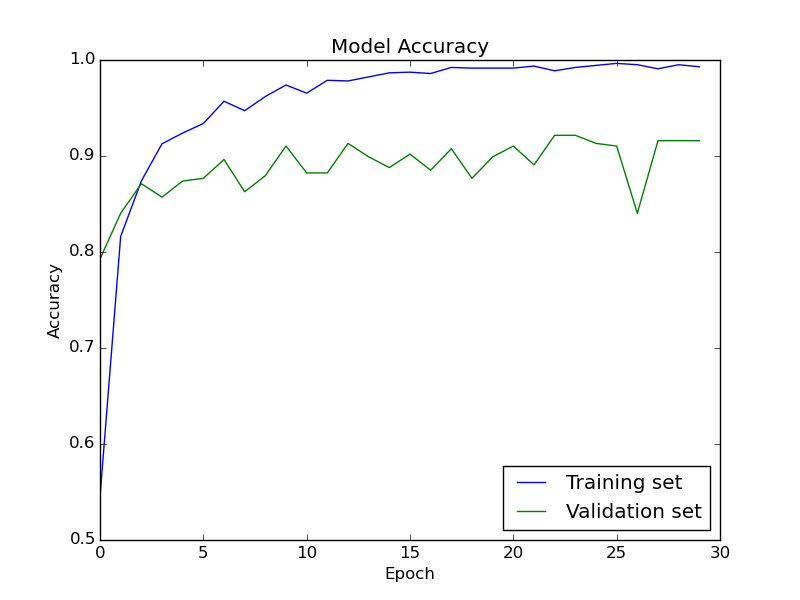 Model Accuracy
1.0
0.9
0.8
0.7
0.6
0.5
Accuracy
0 5 10 15 20 25 30
Epoch
Training set
Validation set